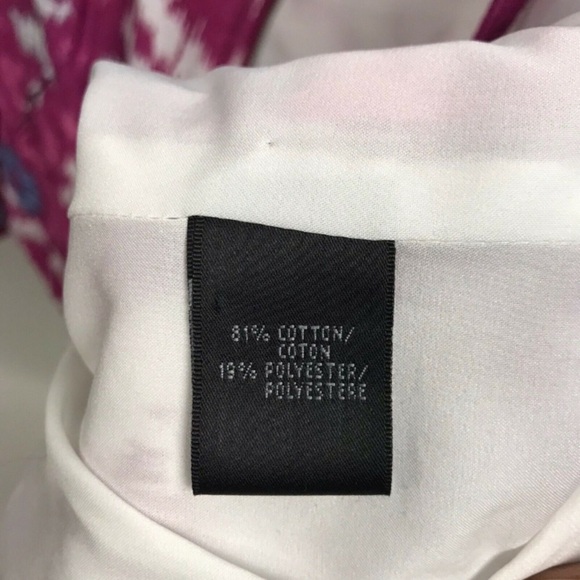 81% COTTON/
COTON
19% POLYESTER/
POLYESTERE